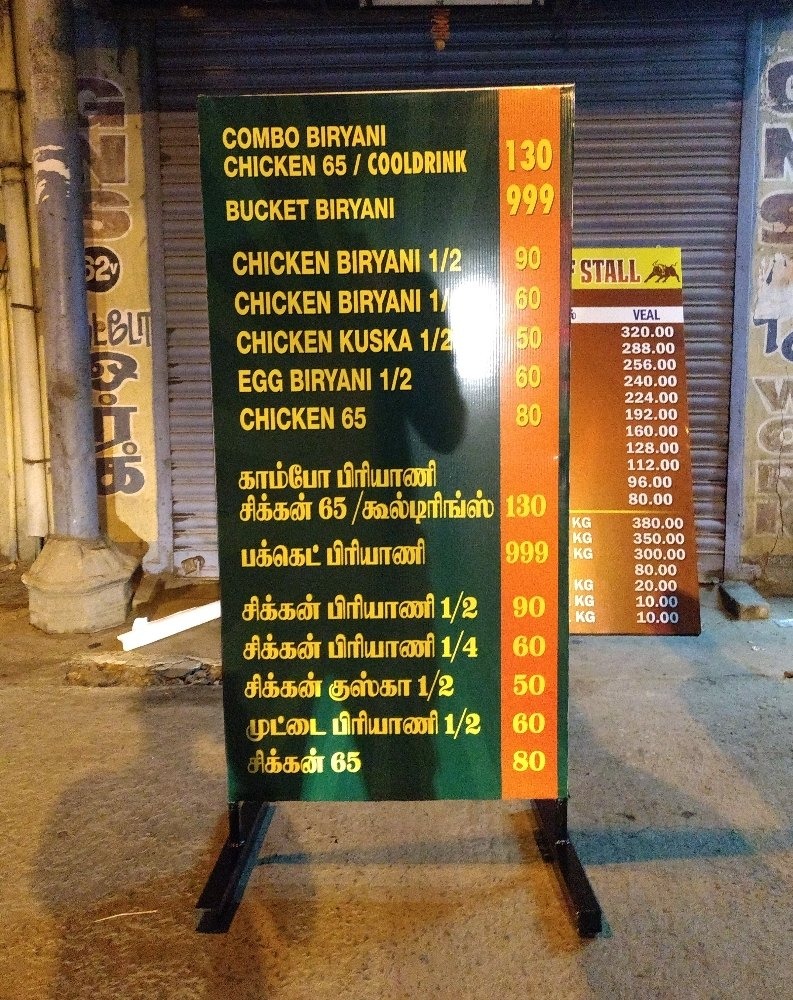 COMBO BIRYANI
CHICKEN 65 / COOLDRINK 130
BUCKET BIRYANI 999
CHICKEN BIRYANI 1/2 90
CHICKEN BIRYANI 1/ 60
CHICKEN KUSKA 1/2 50
EGG BIRYANI 1/2 60
CHICKEN 65 80
காம்போ பிரியாணி
சிக்கன் 65 /கூல்டிரிங்ஸ் 130
பக்கெட் பிரியாணி 999
சிக்கன் பிரியாணி 1/2 90
சிக்கன் பிரியாணி 1/4 60
சிக்கன் குஸ்கா 1/2 50
முட்டை பிரியாணி 1/2 60
சிக்கன் 65 80
STALL
VEAL
320.00
288.00
256.00
240.00
224.00
192.00
160.00
128.00
112.00
96.00
80.00
KG 380.00
KG 350.00
KG 300.00
80.00
KG 20.00
KG 10.00
KG 10.00
GNS
62v